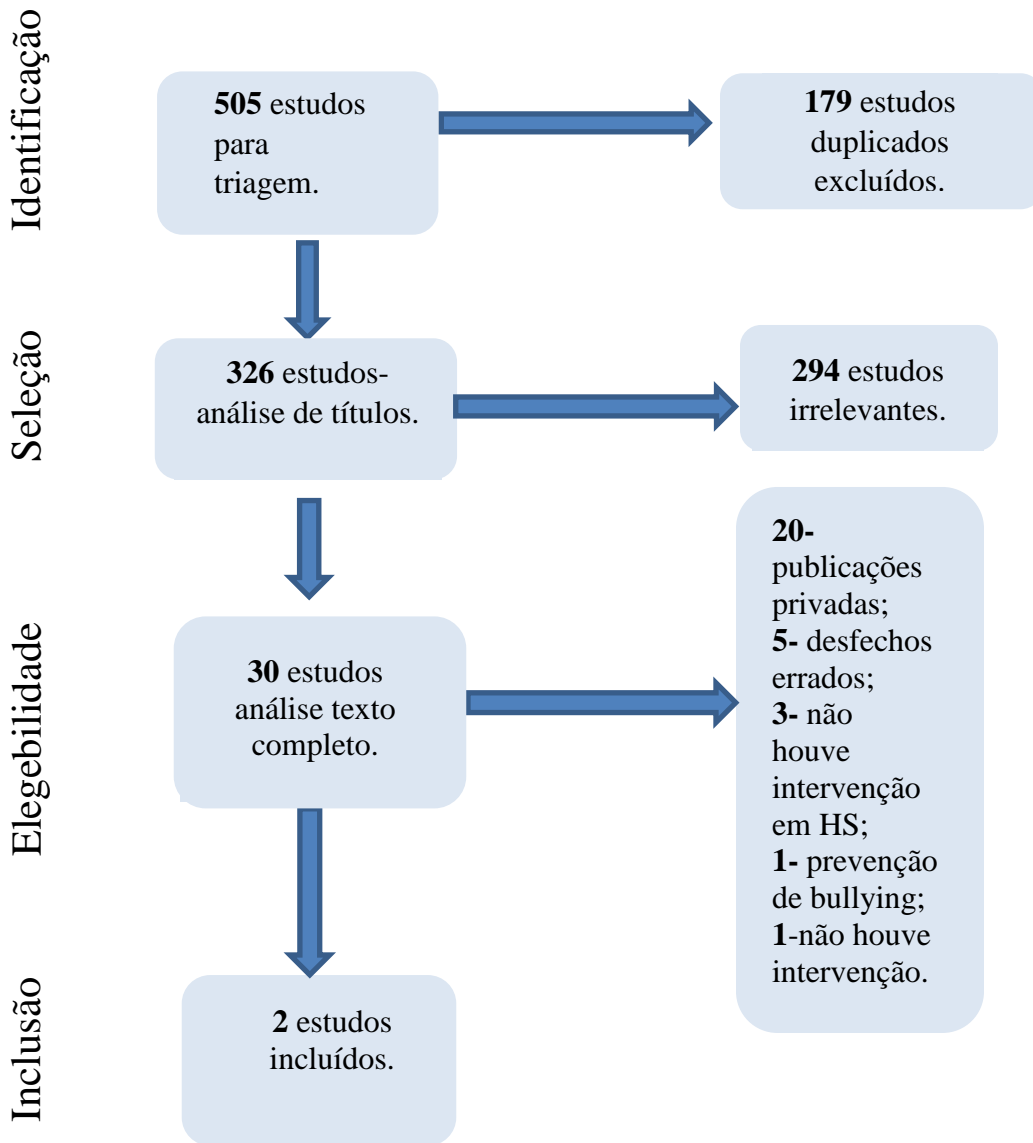 Identificação
505 estudos
para
triagem.
179 estudos
duplicados
excluídos.
Seleção
326 estudos-
análise de títulos.
294 estudos
irrelevantes.
Elegebilidade
30 estudos
análise texto
completo.
20-
publicações
privadas;
5- desfechos
errados;
3- não
houve
intervenção
em HS;
1- prevenção
de bullying;
1-não houve
intervenção.
Inclusão
2 estudos
incluídos.